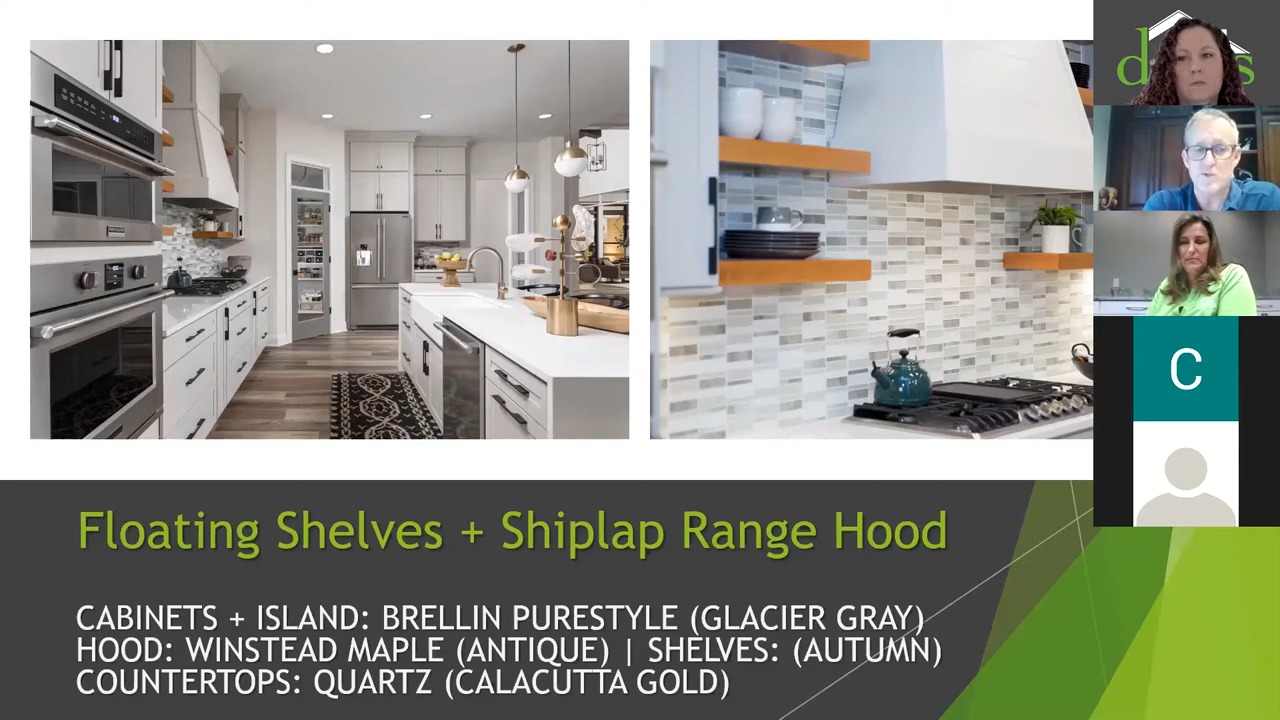 Floating Shelves + Shiplap Range Hood
CABINETS + ISLAND: BRELLIN PURESTYLE (GLACIER GRAY)
HOOD: WINSTEAD MAPLE (ANTIQUE) | SHELVES: (AUTUMN)
COUNTERTOPS: QUARTZ (CALACUTTA GOLD)
C